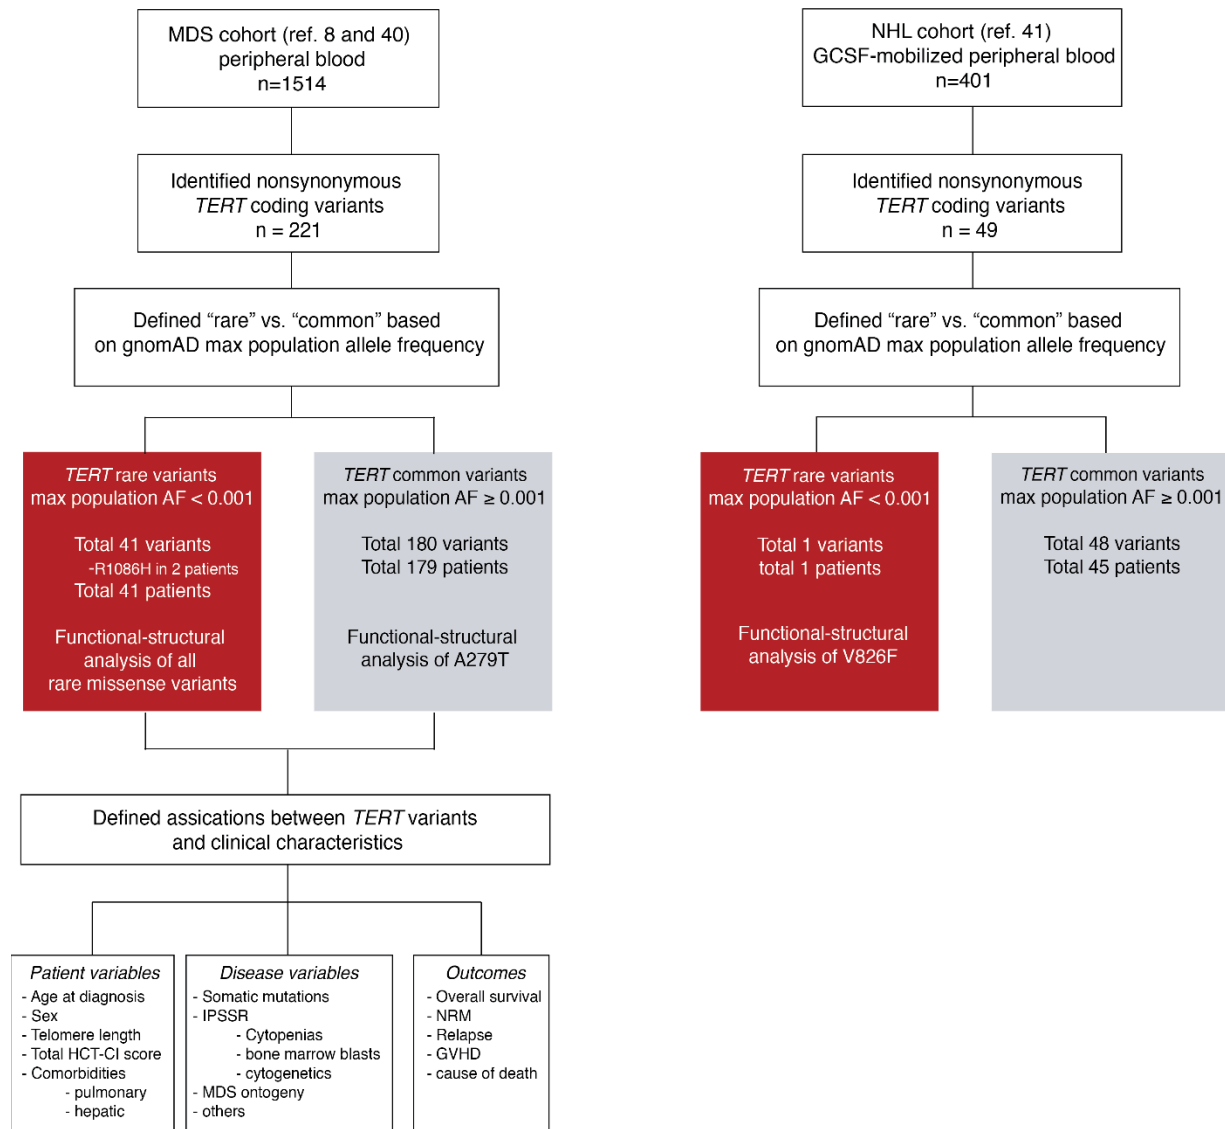 MDS cohort (ref. 8 and 40)
peripheral blood
n=1514
Identified nonsynonymous
TERT coding variants
n = 221
Defined “rare” vs. “common” based
on gnomAD max population allele frequency
TERT rare variants
max population AF < 0.001
Total 41 variants
-R1086H in 2 patients
Total 41 patients
Functional-structural
analysis of all
rare missense variants
TERT common variants
max population AF ≥ 0.001
Total 180 variants
Total 179 patients
Functional-structural
analysis of A279T
Defined assications between TERT variants
and clinical characteristics
Patient variables
- Age at diagnosis
- Sex
- Telomere length
- Total HCT-CI score
- Comorbidities
- pulmonary
- hepatic
Disease variables
- Somatic mutations
- IPSSR
- Cytopenias
- bone marrow blasts
- cytogenetics
- MDS ontogeny
- others
Outcomes
- Overall survival
- NRM
- Relapse
- GVHD
- cause of death
NHL cohort (ref. 41)
GCSF-mobilized peripheral blood
n=401
Identified nonsynonymous
TERT coding variants
n = 49
Defined “rare” vs. “common” based
on gnomAD max population allele frequency
TERT rare variants
max population AF < 0.001
Total 1 variants
total 1 patients
Functional-structural
analysis of V826F
TERT common variants
max population AF ≥ 0.001
Total 48 variants
Total 45 patients